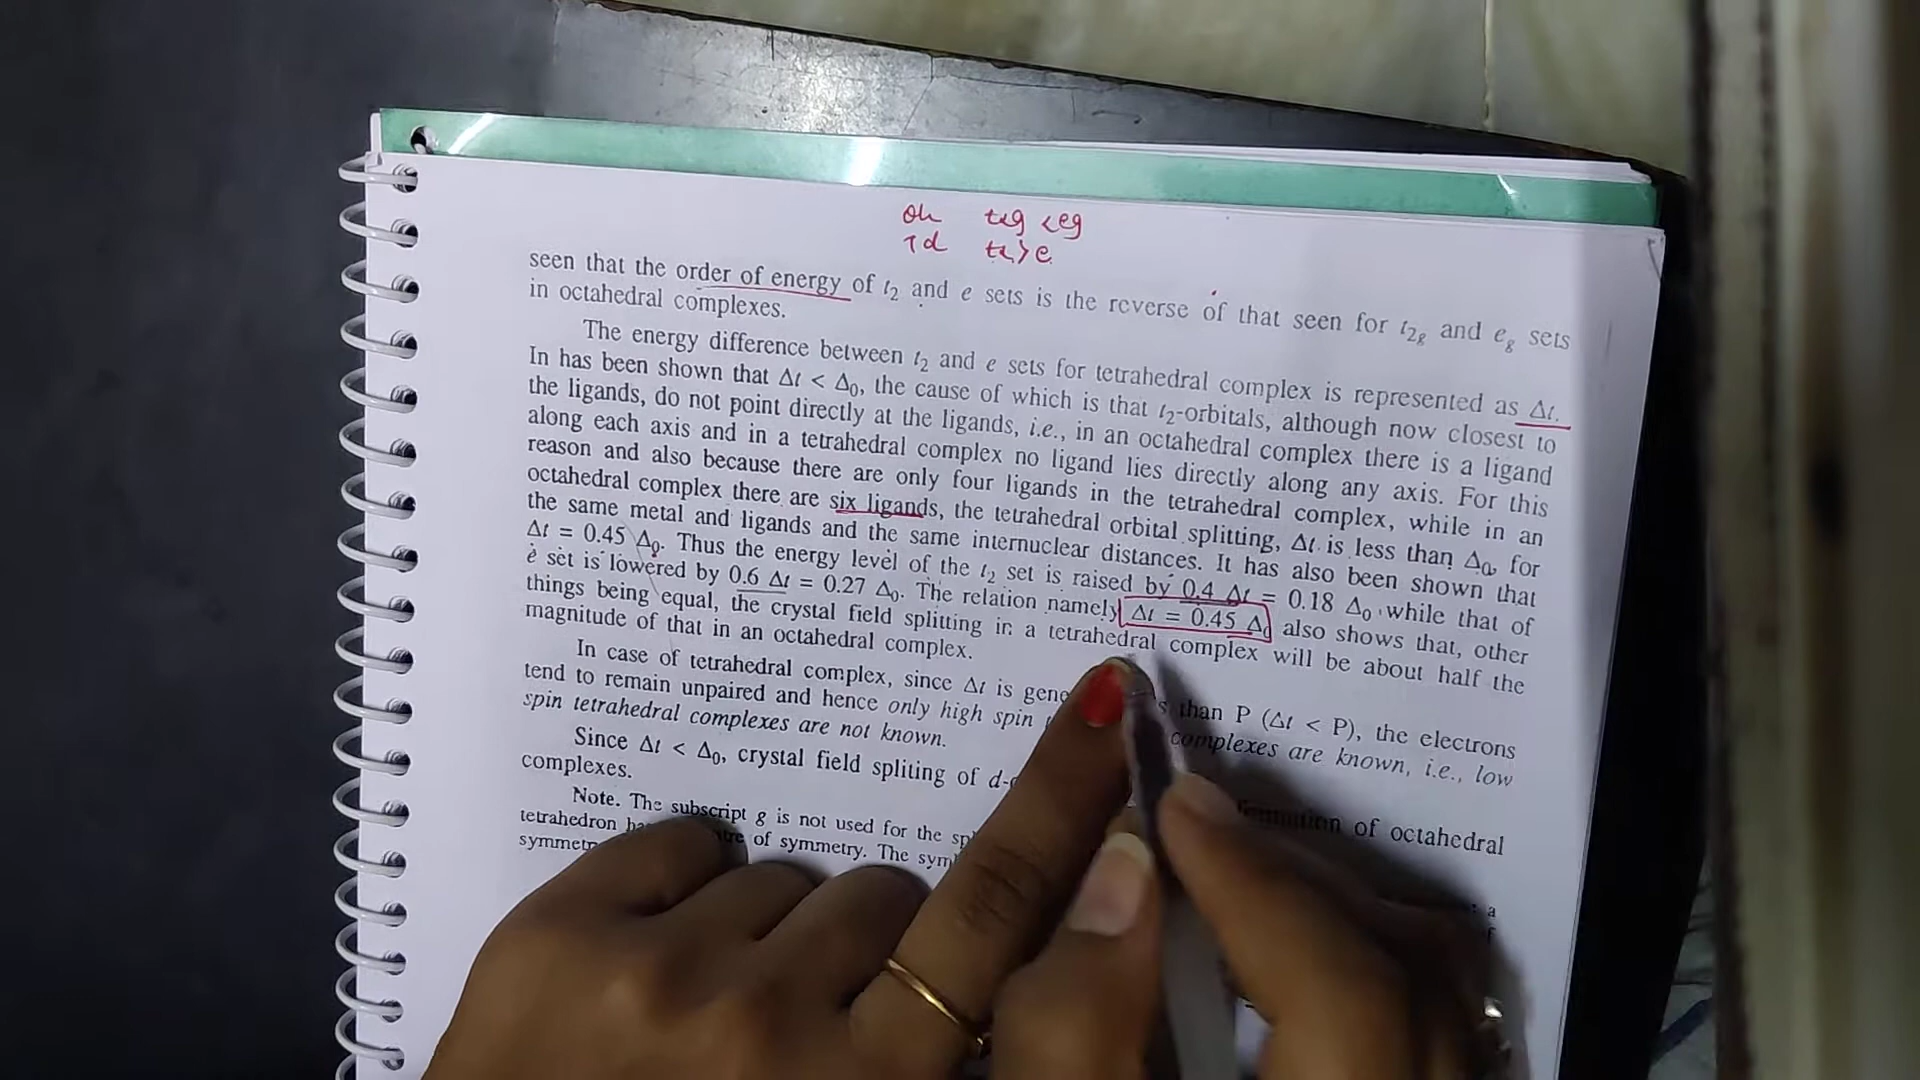 Oh t2g < eg
Td t2 > e
seen that the order of energy of t2 and e sets is the reverse of that seen for t2g and eg sets
in octahedral complexes.
The energy difference between t2 and e sets for tetrahedral complex is represented as Δt.
In has been shown that Δt < Δ0, the cause of which is that t2-orbitals, although now closest to
the ligands, do not point directly at the ligands, i.e., in an octahedral complex there is a ligand
along each axis and in a tetrahedral complex no ligand lies directly along any axis. For this
reason and also because there are only four ligands in the tetrahedral complex, while in an
octahedral complex there are six ligands, the tetrahedral orbital splitting, Δt is less than Δ0, for
the same metal and ligands and the same internuclear distances. It has also been shown that
Δt = 0.45 Δ0. Thus the energy level of the t2 set is raised by 0.4 Δt = 0.18 Δ0 while that of
e set is lowered by 0.6 Δt = 0.27 Δ0. The relation namely Δt = 0.45 Δ0 also shows that, other
things being equal, the crystal field splitting in a tetrahedral complex will be about half the
magnitude of that in an octahedral complex.
In case of tetrahedral complex, since Δt is than P (Δt < P), the electrons
tend to remain unpaired and hence only high spin complexes are known, i.e., low
spin tetrahedral complexes are not known.
Since Δt < Δ0, crystal field spliting of of octahedral
complexes.
Note. The subscript g is not used for the
tetrahedron of symmetry. The
a